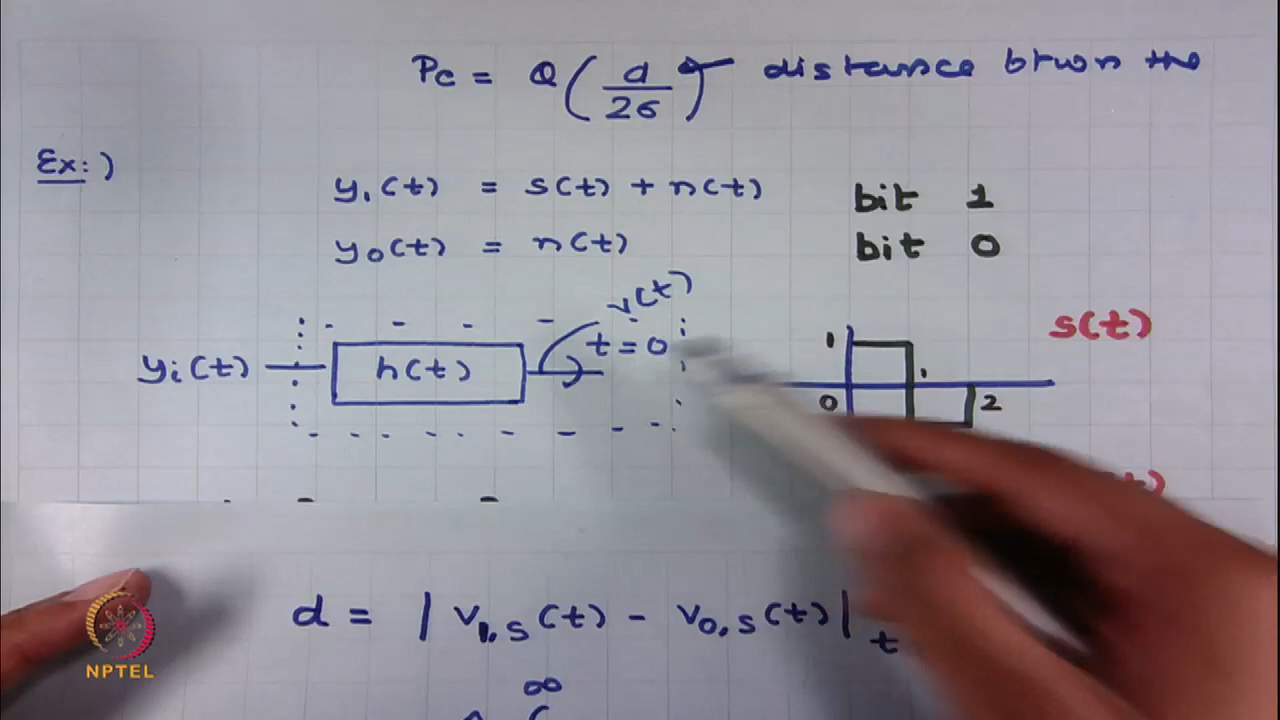 Pe = Q(d/2σ) distance btwn the
Ex:)
y₁(t) = s(t) + n(t) bit 1
y₀(t) = n(t) bit 0
v(t)
yᵢ(t) h(t) t=0
s(t)
1
1
0 2
t)
d = |v₁,s(t) - v₀,s(t)|t
∞
NPTEL